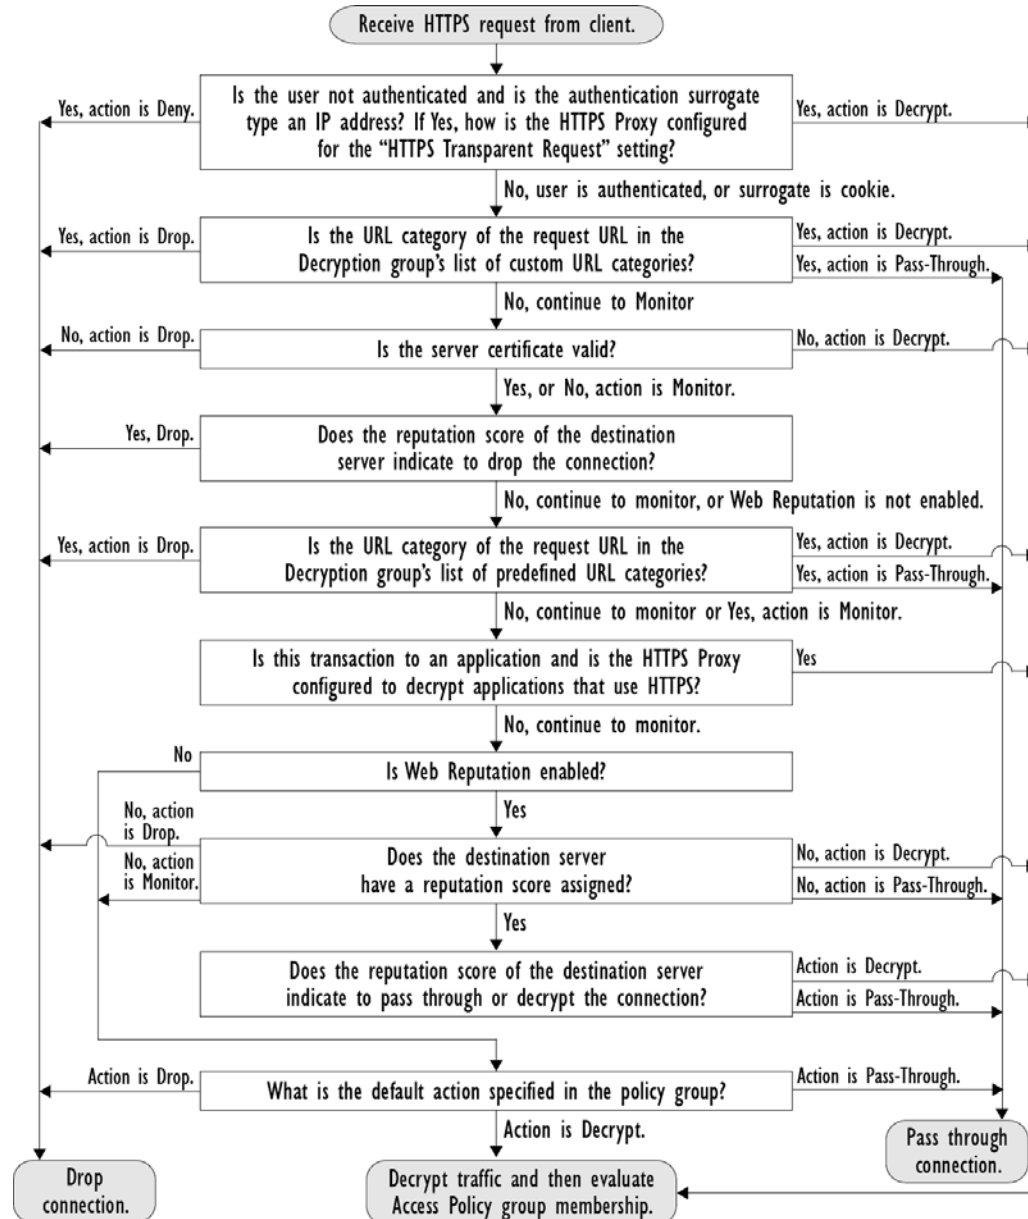 Receive HTTPS request from client.
Is the user not authenticated and is the authentication surrogate
type an IP address? If Yes, how is the HTTPS Proxy configured
for the “HTTPS Transparent Request” setting?
Yes, action is Deny.
Yes, action is Decrypt.
No, user is authenticated, or surrogate is cookie.
Yes, action is Drop.
Is the URL category of the request URL in the
Decryption group’s list of custom URL categories?
Yes, action is Decrypt.
Yes, action is Pass-Through.
No, continue to Monitor
No, action is Drop.
Is the server certificate valid?
No, action is Decrypt.
Yes, or No, action is Monitor.
Yes, Drop.
Does the reputation score of the destination
server indicate to drop the connection?
No, continue to monitor, or Web Reputation is not enabled.
Yes, action is Drop.
Is the URL category of the request URL in the
Decryption group’s list of predefined URL categories?
Yes, action is Decrypt.
Yes, action is Pass-Through.
No, continue to monitor or Yes, action is Monitor.
Is this transaction to an application and is the HTTPS Proxy
configured to decrypt applications that use HTTPS?
Yes
No, continue to monitor.
No
Is Web Reputation enabled?
Yes
No, action
is Drop.
No, action
is Monitor.
Does the destination server
have a reputation score assigned?
No, action is Decrypt.
No, action is Pass-Through.
Yes
Does the reputation score of the destination server
indicate to pass through or decrypt the connection?
Action is Decrypt.
Action is Pass-Through.
Action is Drop.
What is the default action specified in the policy group?
Action is Pass-Through.
Action is Decrypt.
Drop
connection.
Decrypt traffic and then evaluate
Access Policy group membership.
Pass through
connection.